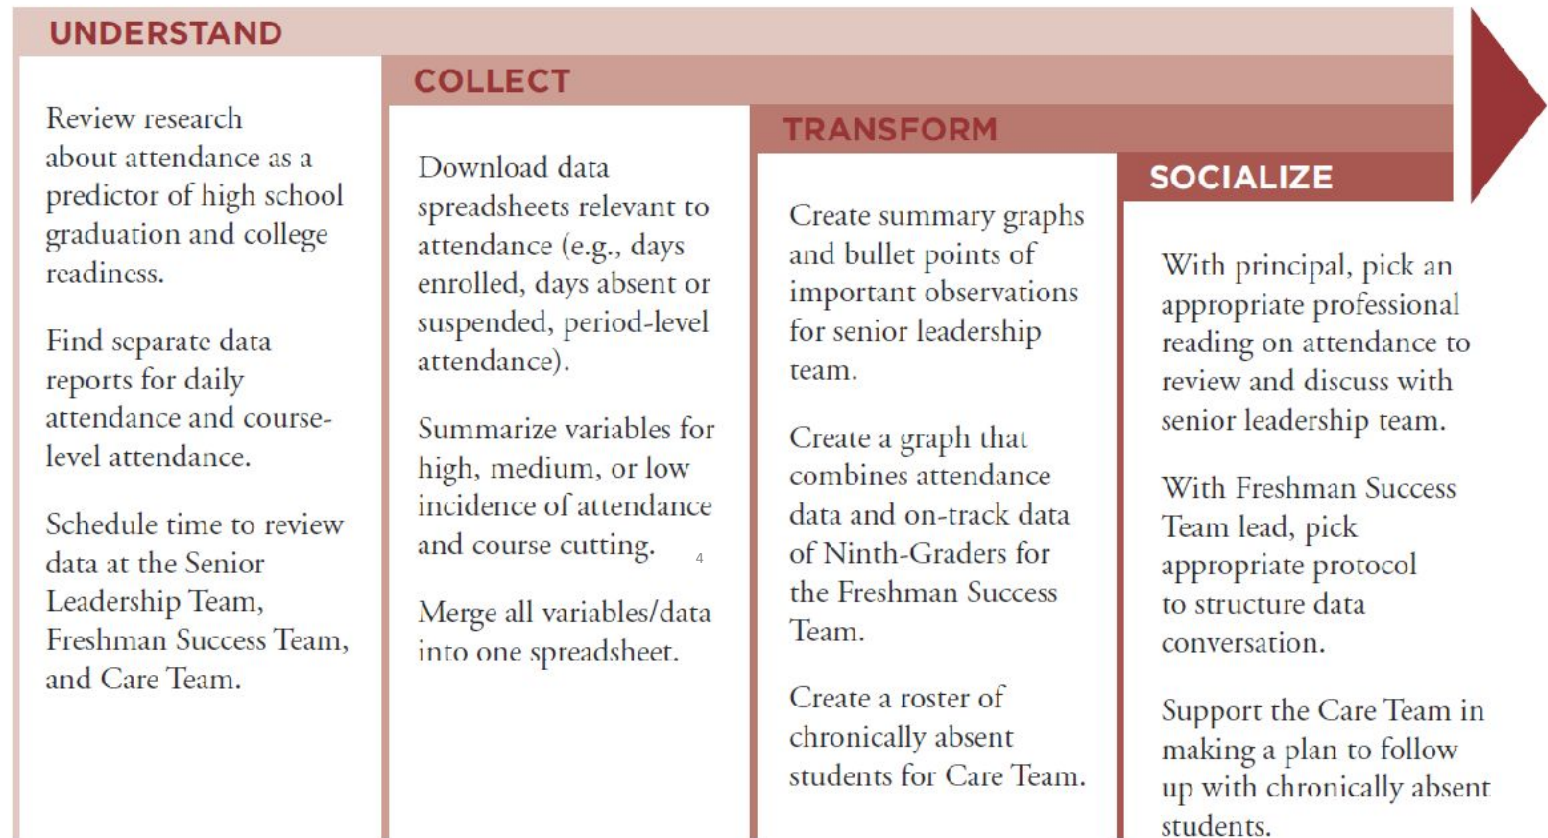 UNDERSTAND
Review research
about attendance as a
predictor of high school
graduation and college
readiness.
Find separate data
reports for daily
attendance and course-
level attendance.
Schedule time to review
data at the Senior
Leadership Team,
Freshman Success Team,
and Care Team.
COLLECT
Download data
spreadsheets relevant to
attendance (e.g., days
enrolled, days absent or
suspended, period-level
attendance).
Summarize variables for
high, medium, or low
incidence of attendance
and course cutting.
4
Merge all variables/data
into one spreadsheet.
TRANSFORM
Create summary graphs
and bullet points of
important observations
for senior leadership
team.
Create a graph that
combines attendance
data and on-track data
of Ninth-Graders for
the Freshman Success
Team.
Create a roster of
chronically absent
students for Care Team.
SOCIALIZE
With principal, pick an
appropriate professional
reading on attendance to
review and discuss with
senior leadership team.
With Freshman Success
Team lead, pick
appropriate protocol
to structure data
conversation.
Support the Care Team in
making a plan to follow
up with chronically absent
students.